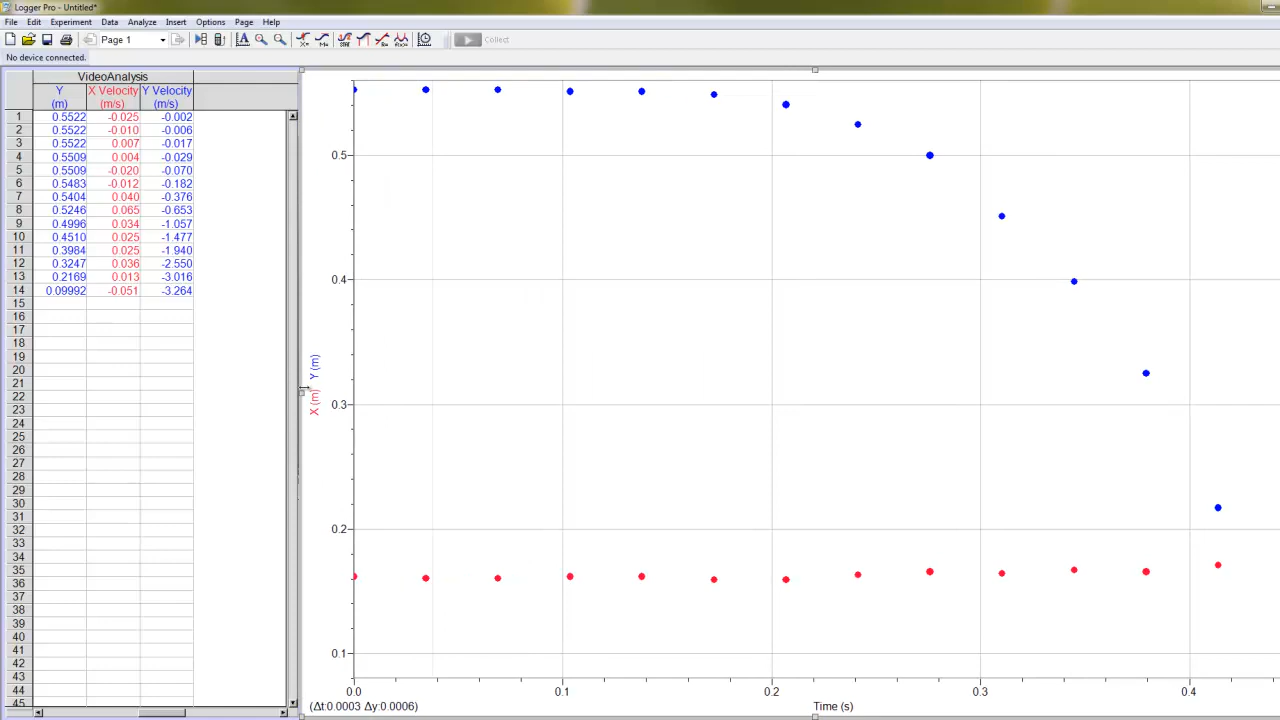 Logger Pro - Untitled*
File Edit Experiment Data Analyze Insert Options Page Help
Page 1
Collect
No device connected.
VideoAnalysis
Y X Velocity Y Velocity
(m) (m/s) (m/s)
1 0.5522 -0.025 -0.002
2 0.5522 -0.010 -0.006
3 0.5522 0.007 -0.017
4 0.5509 0.004 -0.029
5 0.5509 -0.020 -0.070
6 0.5483 -0.012 -0.182
7 0.5404 0.040 -0.376
8 0.5246 0.065 -0.653
9 0.4996 0.034 -1.057
10 0.4510 0.025 -1.477
11 0.3984 0.025 -1.940
12 0.3247 0.036 -2.550
13 0.2169 0.013 -3.016
14 0.09992 -0.051 -3.264
15
16
17
18
19
20
21
22
23
24
25
26
27
28
29
30
31
32
33
34
35
36
37
38
39
40
41
42
43
44
45
X (m) Y (m)
0.5
0.4
0.3
0.2
0.1
0.0 0.1 0.2 0.3 0.4
(Δt:0.0003 Δy:0.0006)
Time (s)